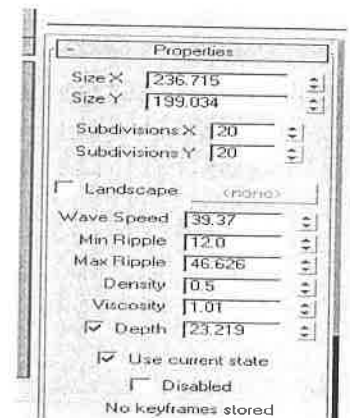 - Properties
Size X 236.715
Size Y 199.034
Subdivisions X 20
Subdivisions Y 20
Landscape <none>
Wave Speed 39.37
Min Ripple 12.0
Max Ripple 46.626
Density 0.5
Viscosity 1.01
Depth 23.219
Use current state
Disabled
No keyframes stored